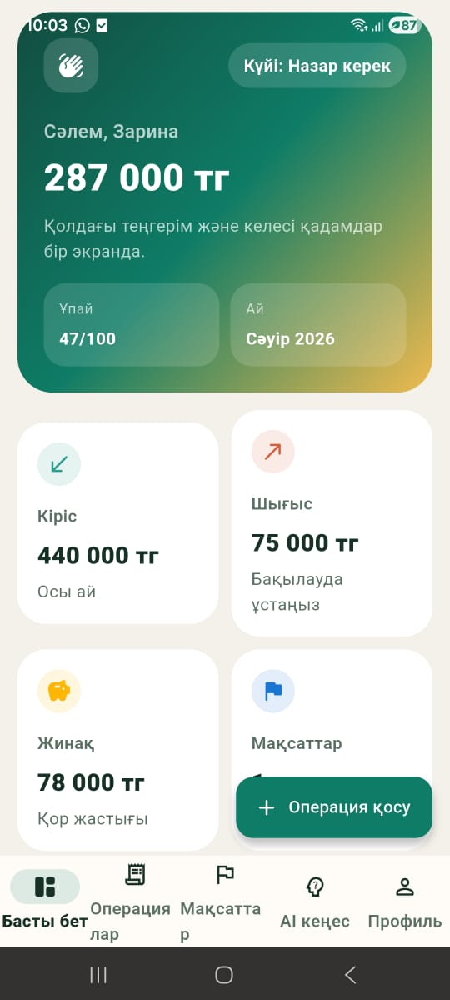 10:03
87
Күйі: Назар керек
Сәлем, Зарина
287 000 тг
Қолдағы теңгерім және келесі қадамдар
бір экранда.
Ұпай
47/100
Ай
Сәуір 2026
Кіріс
440 000 тг
Осы ай
Шығыс
75 000 тг
Бақылауда
ұстаңыз
Жинақ
78 000 тг
Қор жастығы
Мақсаттар
+ Операция қосу
Басты бет
Операция
лар
Мақсатта
р
AI кеңес
Профиль